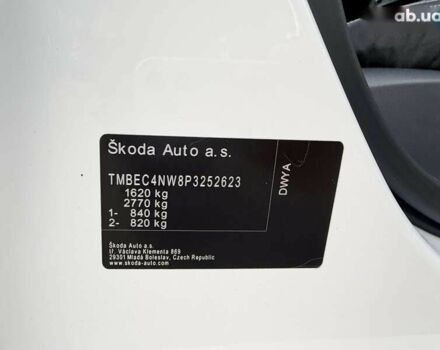 ab.ua
Škoda Auto a.s.
TMBEC4NW8P3252623
1620 kg
2770 kg
1- 840 kg
2- 820 kg
DWYA
Škoda Auto a.s.
tř. Václava Klementa 869
29301 Mladá Boleslav, Czech Republic
www.skoda-auto.com